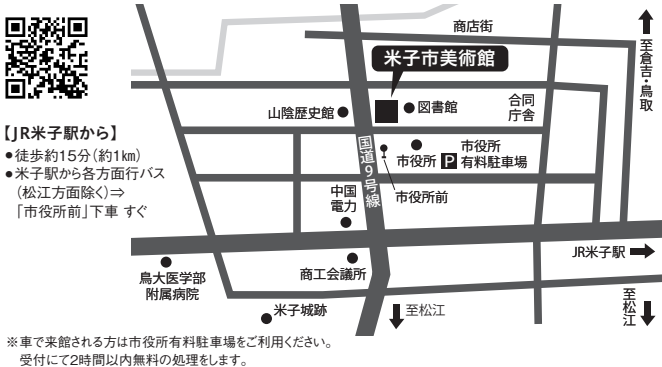 商店街
至倉吉・鳥取
米子市美術館
山陰歴史館
図書館
合同
庁舎
【JR米子駅から】
●徒歩約15分(約1㎞)
●米子駅から各方面行バス
(松江方面除く)⇒
「市役所前」下車 すぐ
国道9号線
市役所
P
市役所
有料駐車場
市役所前
中国
電力
JR米子駅
鳥大医学部
附属病院
商工会議所
米子城跡
至松江
至松江
※車で来館される方は市役所有料駐車場をご利用ください。
受付にて2時間以内無料の処理をします。